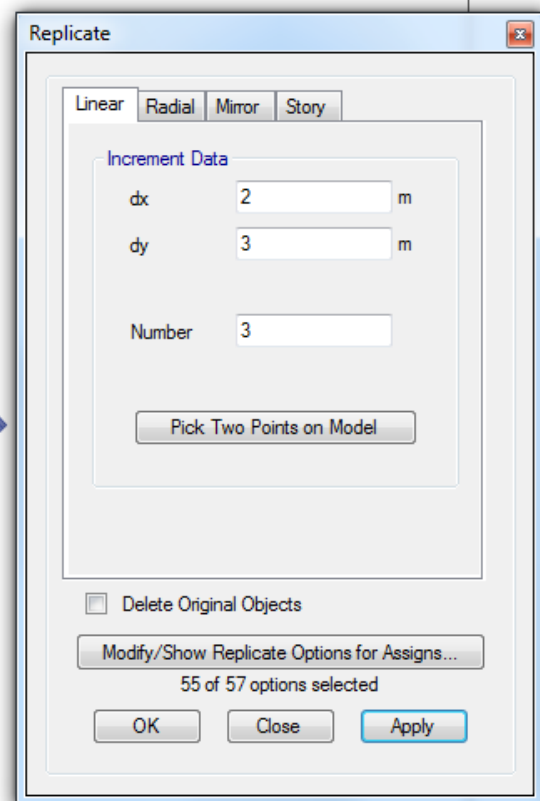 Replicate
Linear Radial Mirror Story
Increment Data
dx 2 m
dy 3 m
Number 3
Pick Two Points on Model
Delete Original Objects
Modify/Show Replicate Options for Assigns...
55 of 57 options selected
OK Close Apply